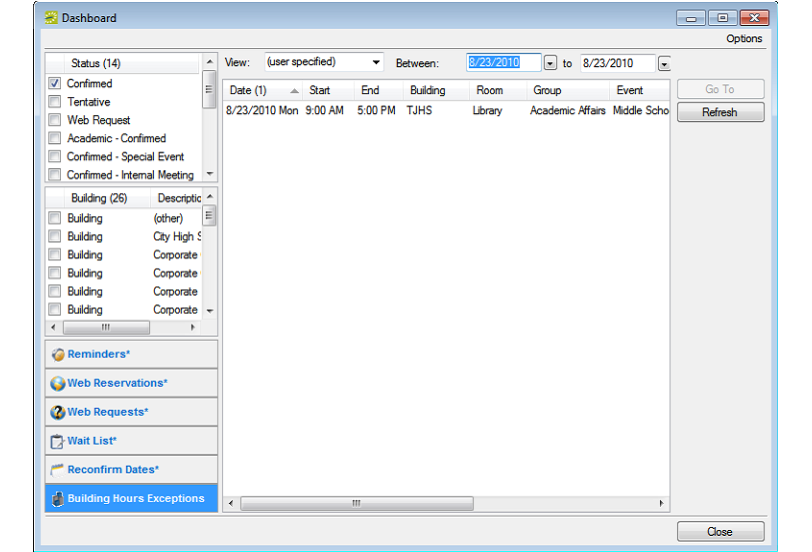 Dashboard
Options
Status (14)
Confirmed
Tentative
Web Request
Academic - Confirmed
Confirmed - Special Event
Confirmed - Internal Meeting
Building (26) Descriptic
Building (other)
Building City High S
Building Corporate
Building Corporate
Building Corporate
Building Corporate
Reminders*
Web Reservations*
Web Requests*
Wait List*
Reconfirm Dates*
Building Hours Exceptions
View: (user specified) Between: 8/23/2010 to 8/23/2010
Date (1) Start End Building Room Group Event
8/23/2010 Mon 9:00 AM 5:00 PM TJHS Library Academic Affairs Middle Scho
Go To
Refresh
Close